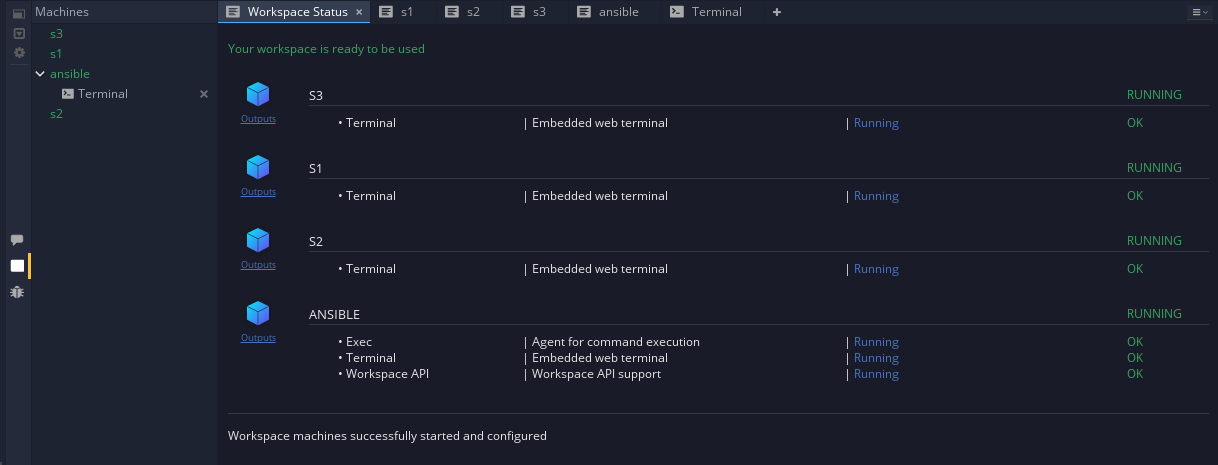 Machines
s3
s1
ansible
Terminal
s2
Workspace Status × s1 s2 s3 ansible Terminal +
Your workspace is ready to be used
Outputs
S3 RUNNING
• Terminal | Embedded web terminal | Running OK
Outputs
S1 RUNNING
• Terminal | Embedded web terminal | Running OK
Outputs
S2 RUNNING
• Terminal | Embedded web terminal | Running OK
Outputs
ANSIBLE RUNNING
• Exec | Agent for command execution | Running OK
• Terminal | Embedded web terminal | Running OK
• Workspace API | Workspace API support | Running OK
Workspace machines successfully started and configured